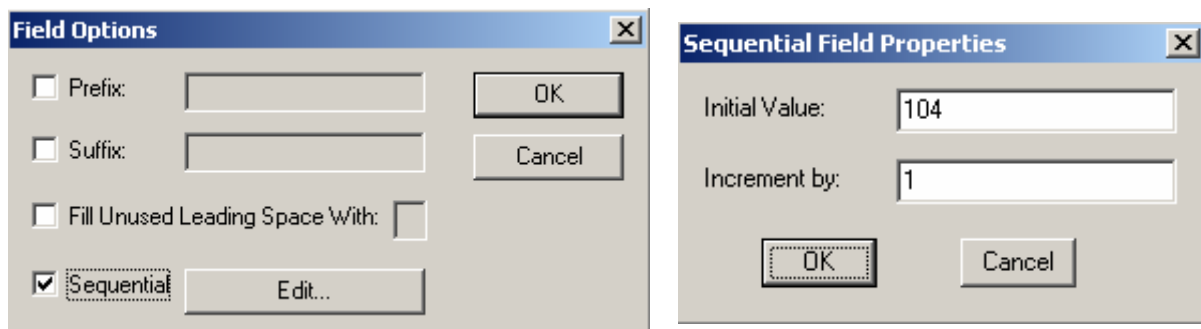 Field Options
Prefix:
OK
Suffix:
Cancel
Fill Unused Leading Space With:
Sequential
Edit...
Sequential Field Properties
Initial Value: 104
Increment by: 1
OK Cancel